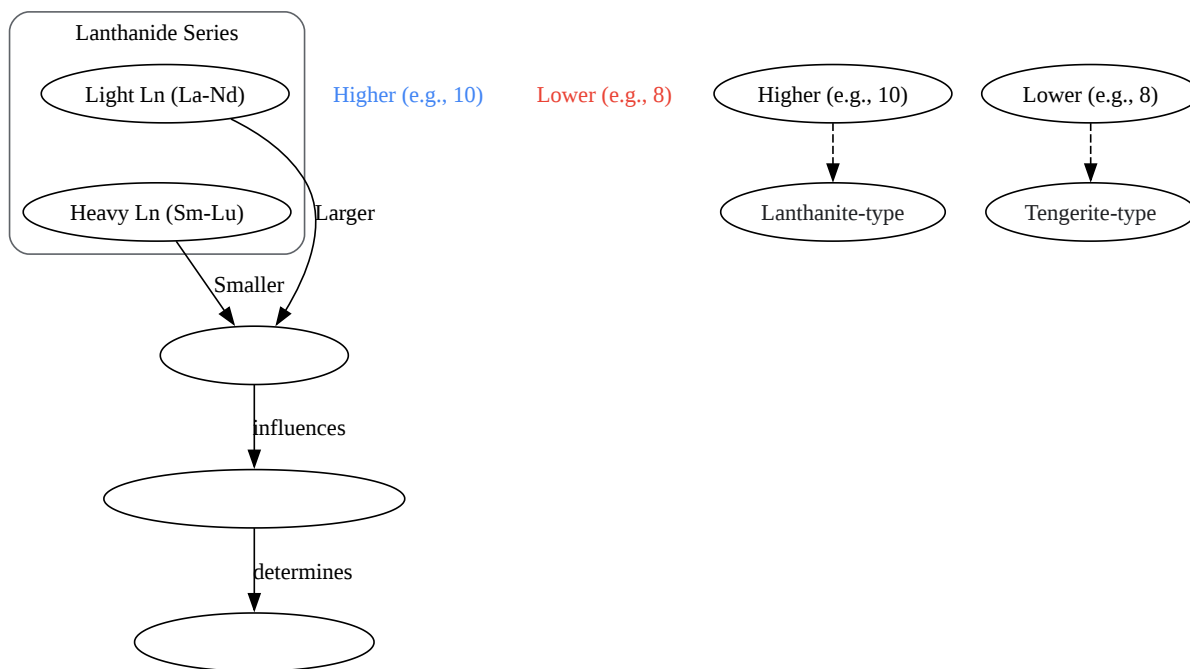 Lanthanide Series
Light Ln (La-Nd)
Higher (e.g., 10)
Lower (e.g., 8)
Higher (e.g., 10)
Lower (e.g., 8)
Heavy Ln (Sm-Lu)
Larger
Lanthanite-type
Tengerite-type
Smaller
influences
determines